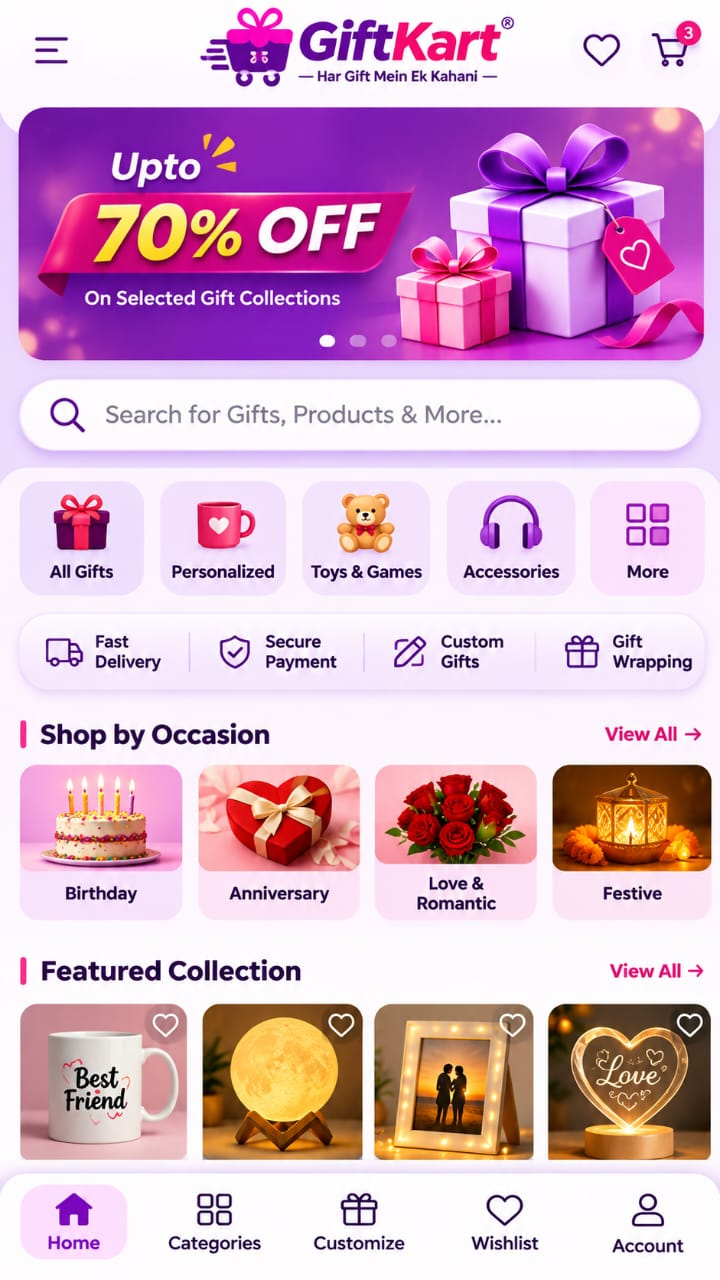 GiftKart®
— Har Gift Mein Ek Kahani —
3
Upto
70% OFF
On Selected Gift Collections
Search for Gifts, Products & More...
All Gifts
Personalized
Toys & Games
Accessories
More
Fast
Delivery
Secure
Payment
Custom
Gifts
Gift
Wrapping
Shop by Occasion
View All →
Birthday
Anniversary
Love &
Romantic
Festive
Featured Collection
View All →
Best
Friend
Love
Home
Categories
Customize
Wishlist
Account